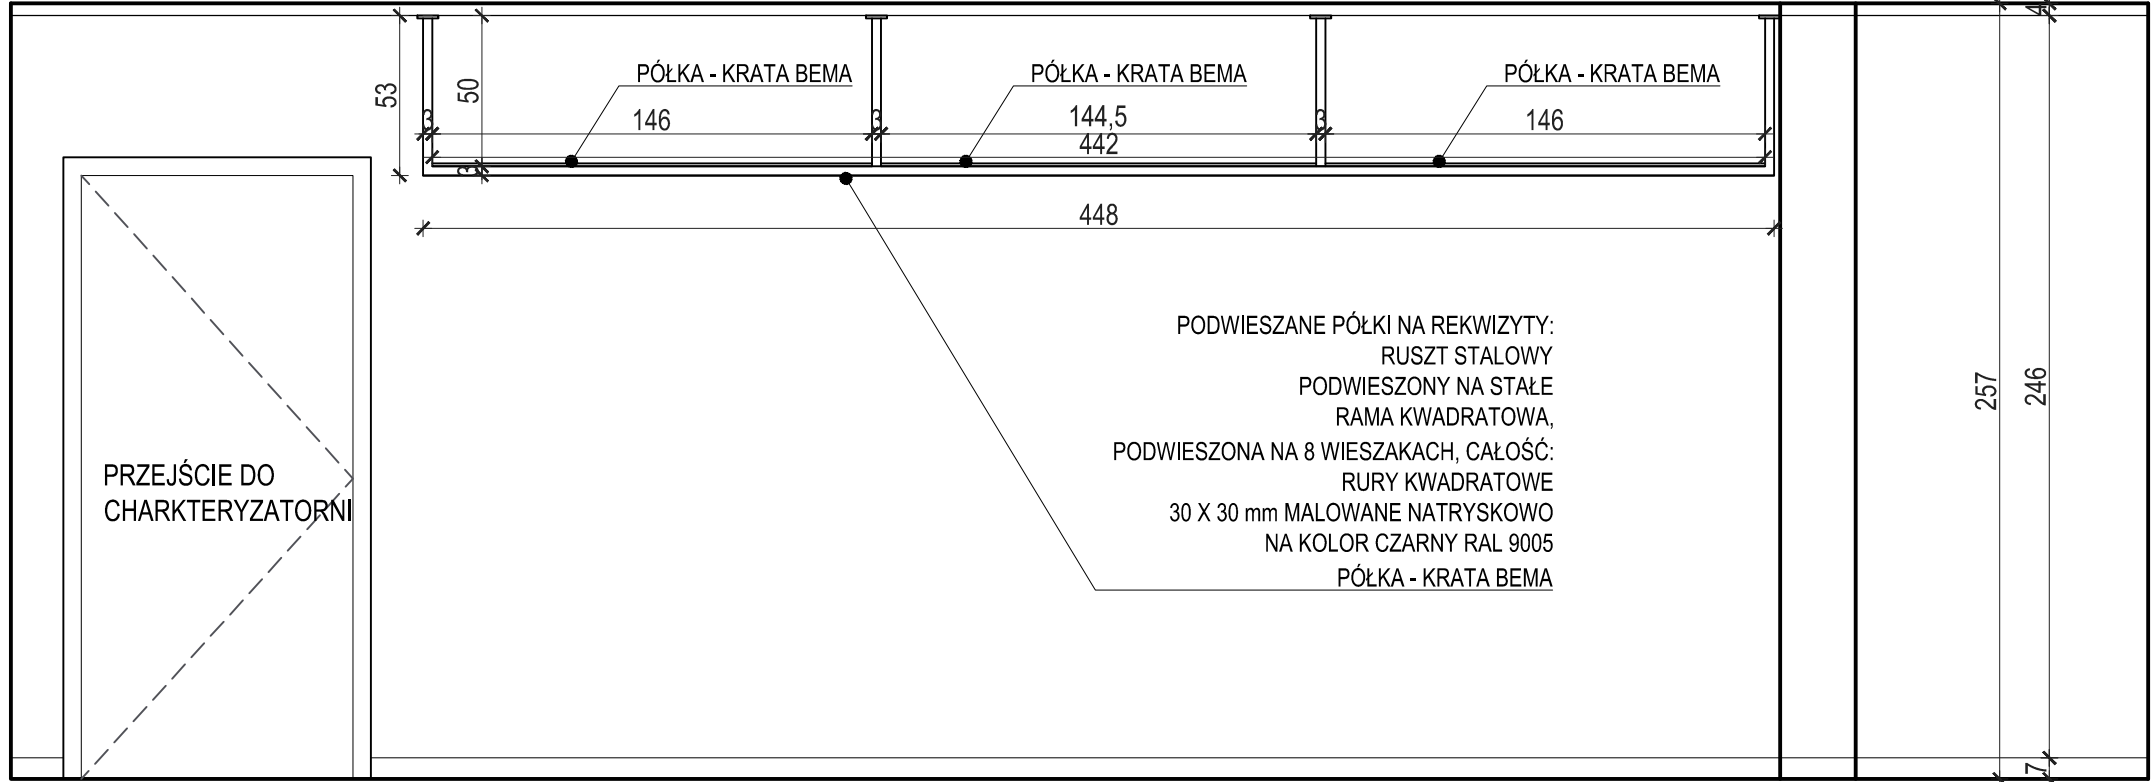 4
PÓŁKA - KRATA BEMA
PÓŁKA - KRATA BEMA
PÓŁKA - KRATA BEMA
53
50
3
146
3
144,5
3
146
442
3
448
PODWIESZANE PÓŁKI NA REKWIZYTY:
RUSZT STALOWY
PODWIESZONY NA STAŁE
RAMA KWADRATOWA,
PODWIESZONA NA 8 WIESZAKACH, CAŁOŚĆ:
RURY KWADRATOWE
30 X 30 mm MALOWANE NATRYSKOWO
NA KOLOR CZARNY RAL 9005
PÓŁKA - KRATA BEMA
257
246
PRZEJŚCIE DO
CHARKTERYZATORNI
7